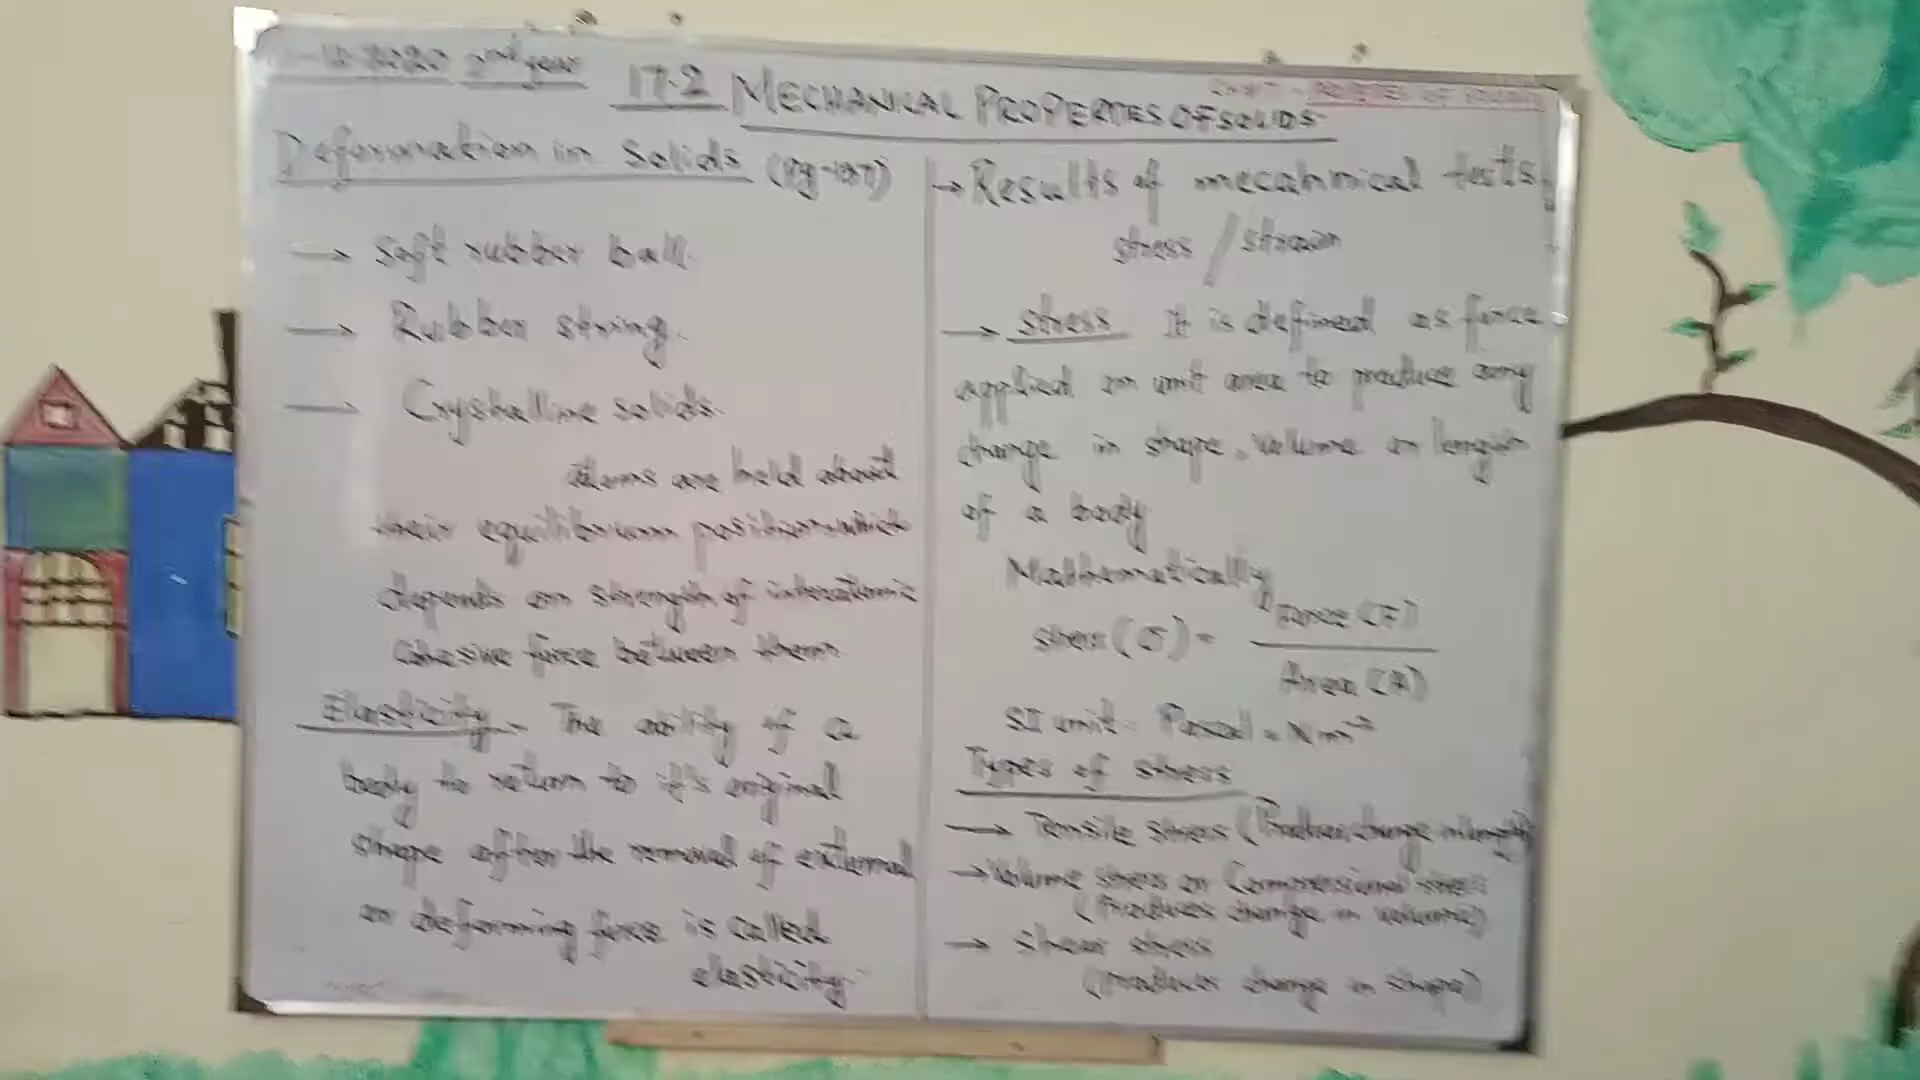 2nd year
17.2 MECHANICAL PROPERTIES OF SOLIDS
Deformation in Solids
→ Soft rubber ball.
→ Rubber string.
→ Crystalline solids.
atoms are held about
their equilibrium position which
depends on strength of interatomic
cohesive force between them
Elasticity - The ability of a
body to return to it's original
shape after the removal of external
or deforming force is called
elasticity.
→ Results of mecahnical tests,
stress / strain
→ stress It is defined as force
applied on unit area to produce any
change in shape, volume or length
of a body
Mathematically
stress (σ) = Force (F)
Area (A)
SI unit- Pascal = Nm⁻²
Types of stress
→ Tensile stress (Produces change in length)
→ Volume stress or Compressional stress
(Produces change in volume)
→ Shear stress
(Produces change in shape)